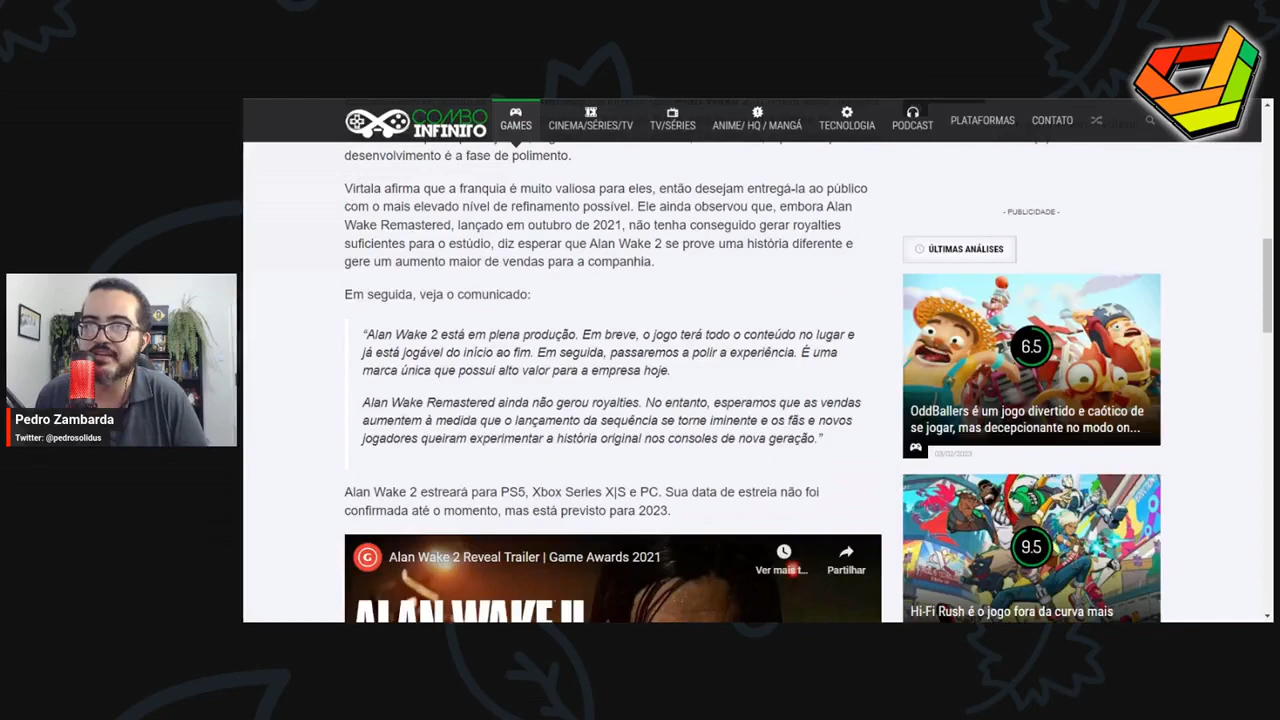 COMBO
INFINITO
GAMES
CINEMA/SÉRIES/TV
TV/SÉRIES
ANIME/ HQ / MANGÁ
TECNOLOGIA
PODCAST
PLATAFORMAS
CONTATO
desenvolvimento é a fase de polimento.
Virtala afirma que a franquia é muito valiosa para eles, então desejam entregá-la ao público
com o mais elevado nível de refinamento possível. Ele ainda observou que, embora Alan
Wake Remastered, lançado em outubro de 2021, não tenha conseguido gerar royalties
suficientes para o estúdio, diz esperar que Alan Wake 2 se prove uma história diferente e
gere um aumento maior de vendas para a companhia.
Em seguida, veja o comunicado:
“Alan Wake 2 está em plena produção. Em breve, o jogo terá todo o conteúdo no lugar e
já está jogável do início ao fim. Em seguida, passaremos a polir a experiência. É uma
marca única que possui alto valor para a empresa hoje.
Alan Wake Remastered ainda não gerou royalties. No entanto, esperamos que as vendas
aumentem à medida que o lançamento da sequência se torne iminente e os fãs e novos
jogadores queiram experimentar a história original nos consoles de nova geração.”
Alan Wake 2 estreará para PS5, Xbox Series X|S e PC. Sua data de estreia não foi
confirmada até o momento, mas está previsto para 2023.
Alan Wake 2 Reveal Trailer | Game Awards 2021
Ver mais t...
Partilhar
ALAN WAKE II
- PUBLICIDADE -
ÚLTIMAS ANÁLISES
6.5
OddBallers é um jogo divertido e caótico de
se jogar, mas decepcionante no modo on...
03/02/2023
9.5
Hi-Fi Rush é o jogo fora da curva mais
Pedro Zambarda
Twitter: @pedrosolidus